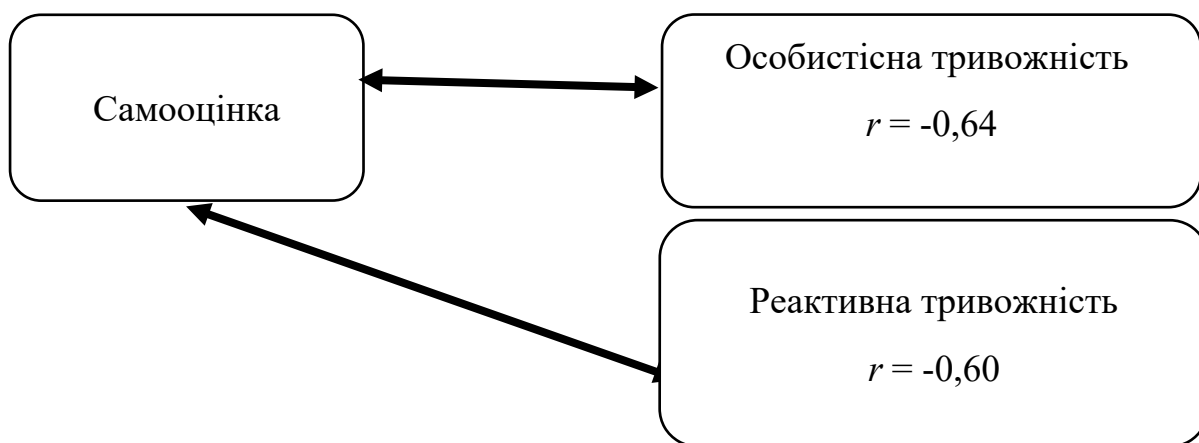 Самооцінка
Особистісна тривожність
r = -0,64
Реактивна тривожність
r = -0,60